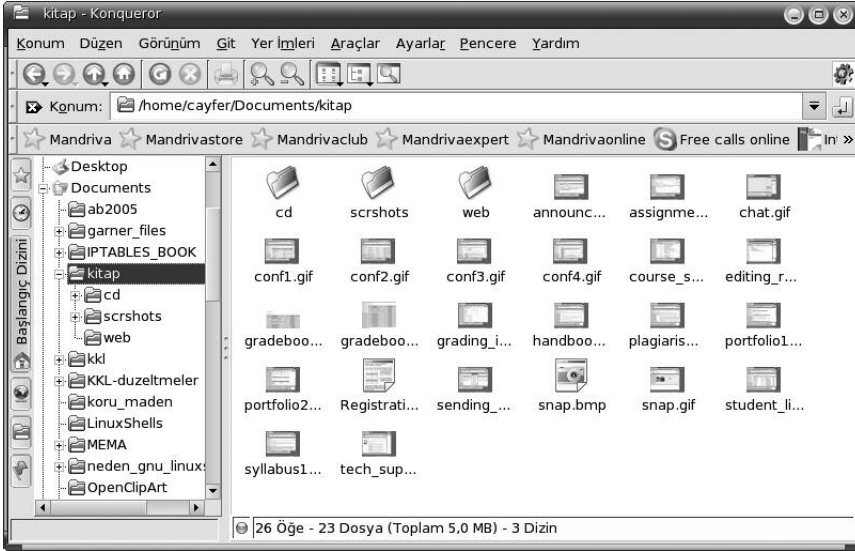 kitap - Konqueror
Konum Düzen Görünüm Git Yer İmleri Araçlar Ayarlar Pencere Yardım
Konum: /home/cayfer/Documents/kitap
Mandriva Mandrivastore Mandrivaclub Mandrivaexpert Mandrivaonline Free calls online Int »
Başlangıç Dizini
Desktop
Documents
ab2005
garner_files
IPTABLES_BOOK
kitap
cd
scrshots
web
kkl
KKL-duzeltmeler
koru_maden
LinuxShells
MEMA
neden_gnu_linux
OpenClipArt
cd scrshots web announc... assignme... chat.gif
conf1.gif conf2.gif conf3.gif conf4.gif course_s... editing_r...
gradeboo... gradeboo... grading_i... handboo... plagiaris... portfolio1...
portfolio2... Registrati... sending_... snap.bmp snap.gif student_li...
syllabus1... tech_sup...
26 Öğe - 23 Dosya (Toplam 5,0 MB) - 3 Dizin